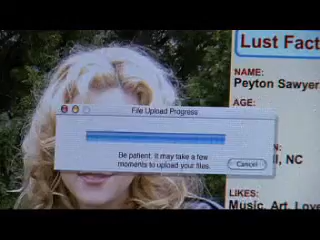 Lust Fact
NAME:
Peyton Sawyer
AGE:
File Upload Progress
Be patient. It may take a few
moments to upload your files.
Cancel
NC
LIKES:
Music, Art, Love